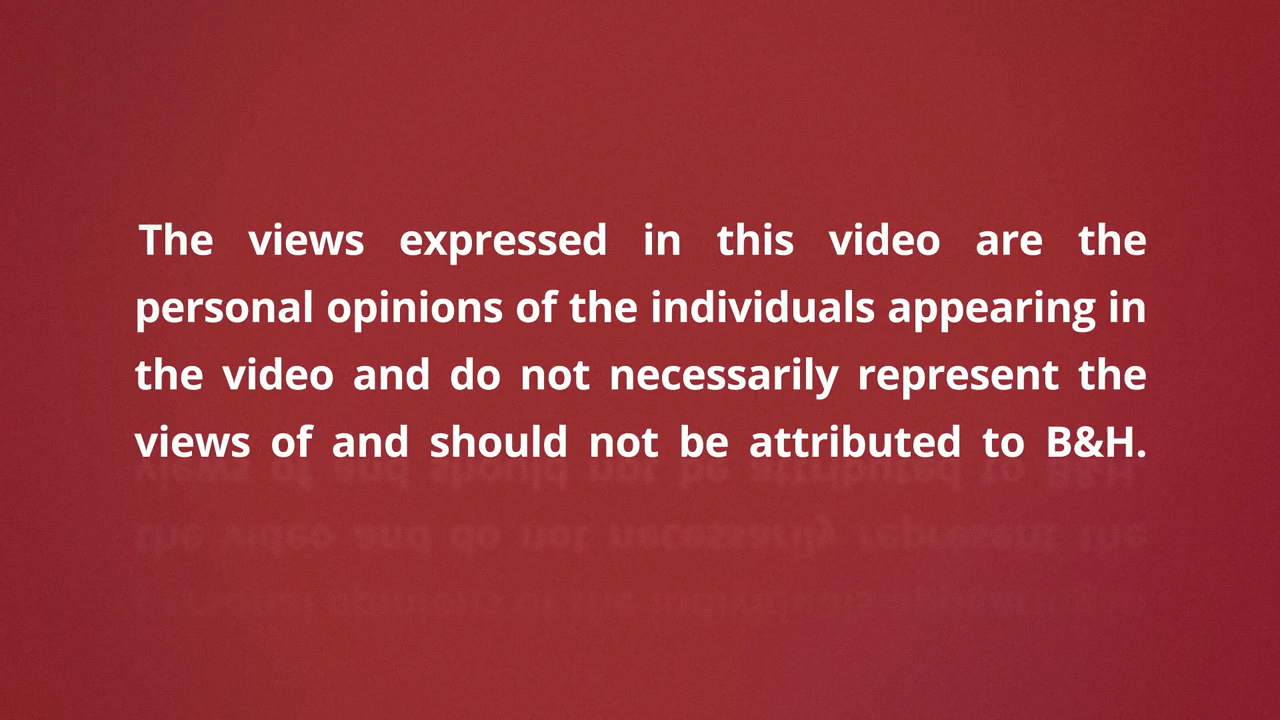 The views expressed in this video are the
personal opinions of the individuals appearing in
the video and do not necessarily represent the
views of and should not be attributed to B&H.